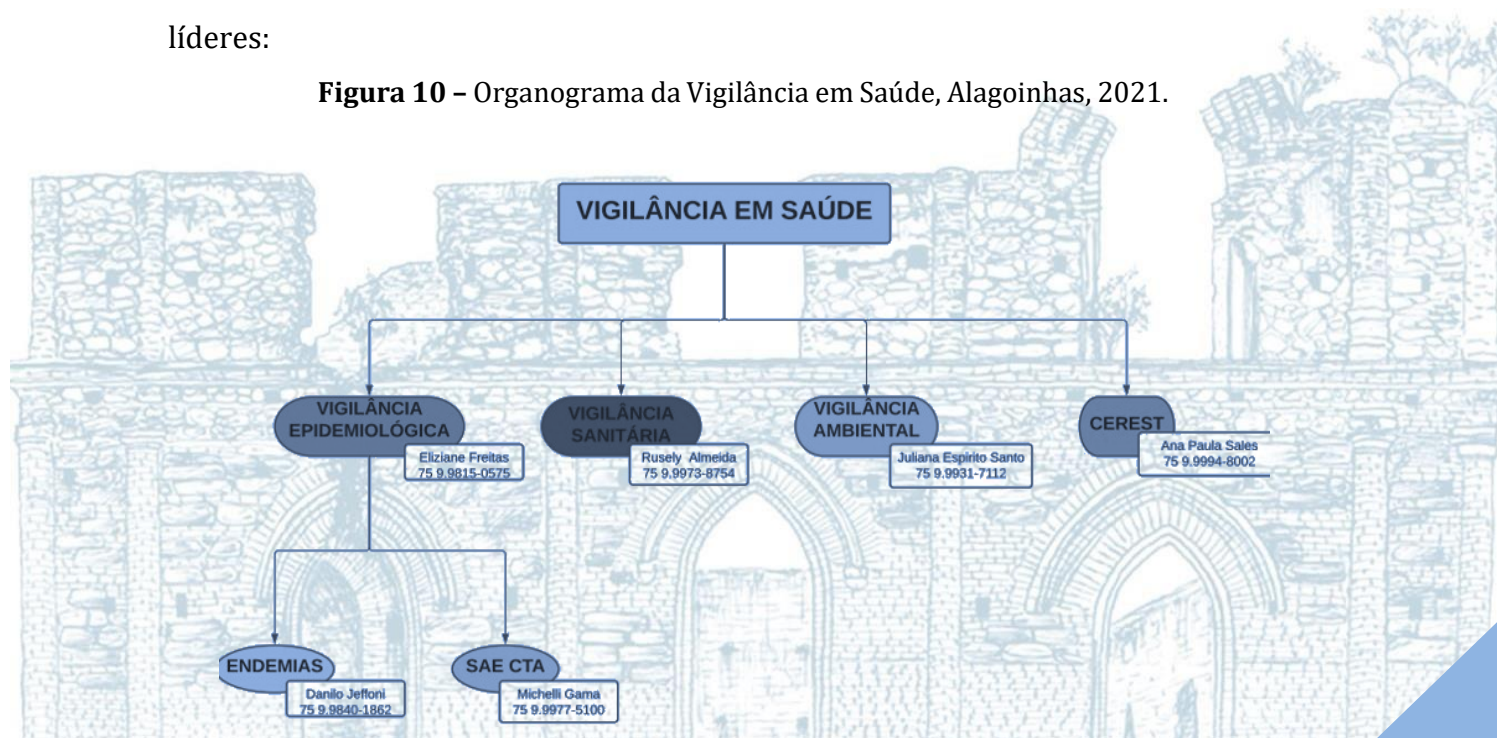 líderes:
Figura 10 – Organograma da Vigilância em Saúde, Alagoinhas, 2021.
VIGILÂNCIA EM SAÚDE
VIGILÂNCIA
EPIDEMIOLÓGICA
Eliziane Freitas
75 9.9815-0575
VIGILÂNCIA
SANITÁRIA
Rusely Almeida
75 9.9973-8754
VIGILÂNCIA
AMBIENTAL
Juliana Espirito Santo
75 9.9931-7112
CEREST
Ana Paula Sales
75 9.9994-8002
ENDEMIAS
Danilo Jeffoni
75 9.9840-1862
SAE CTA
Michelli Gama
75 9.9977-5100